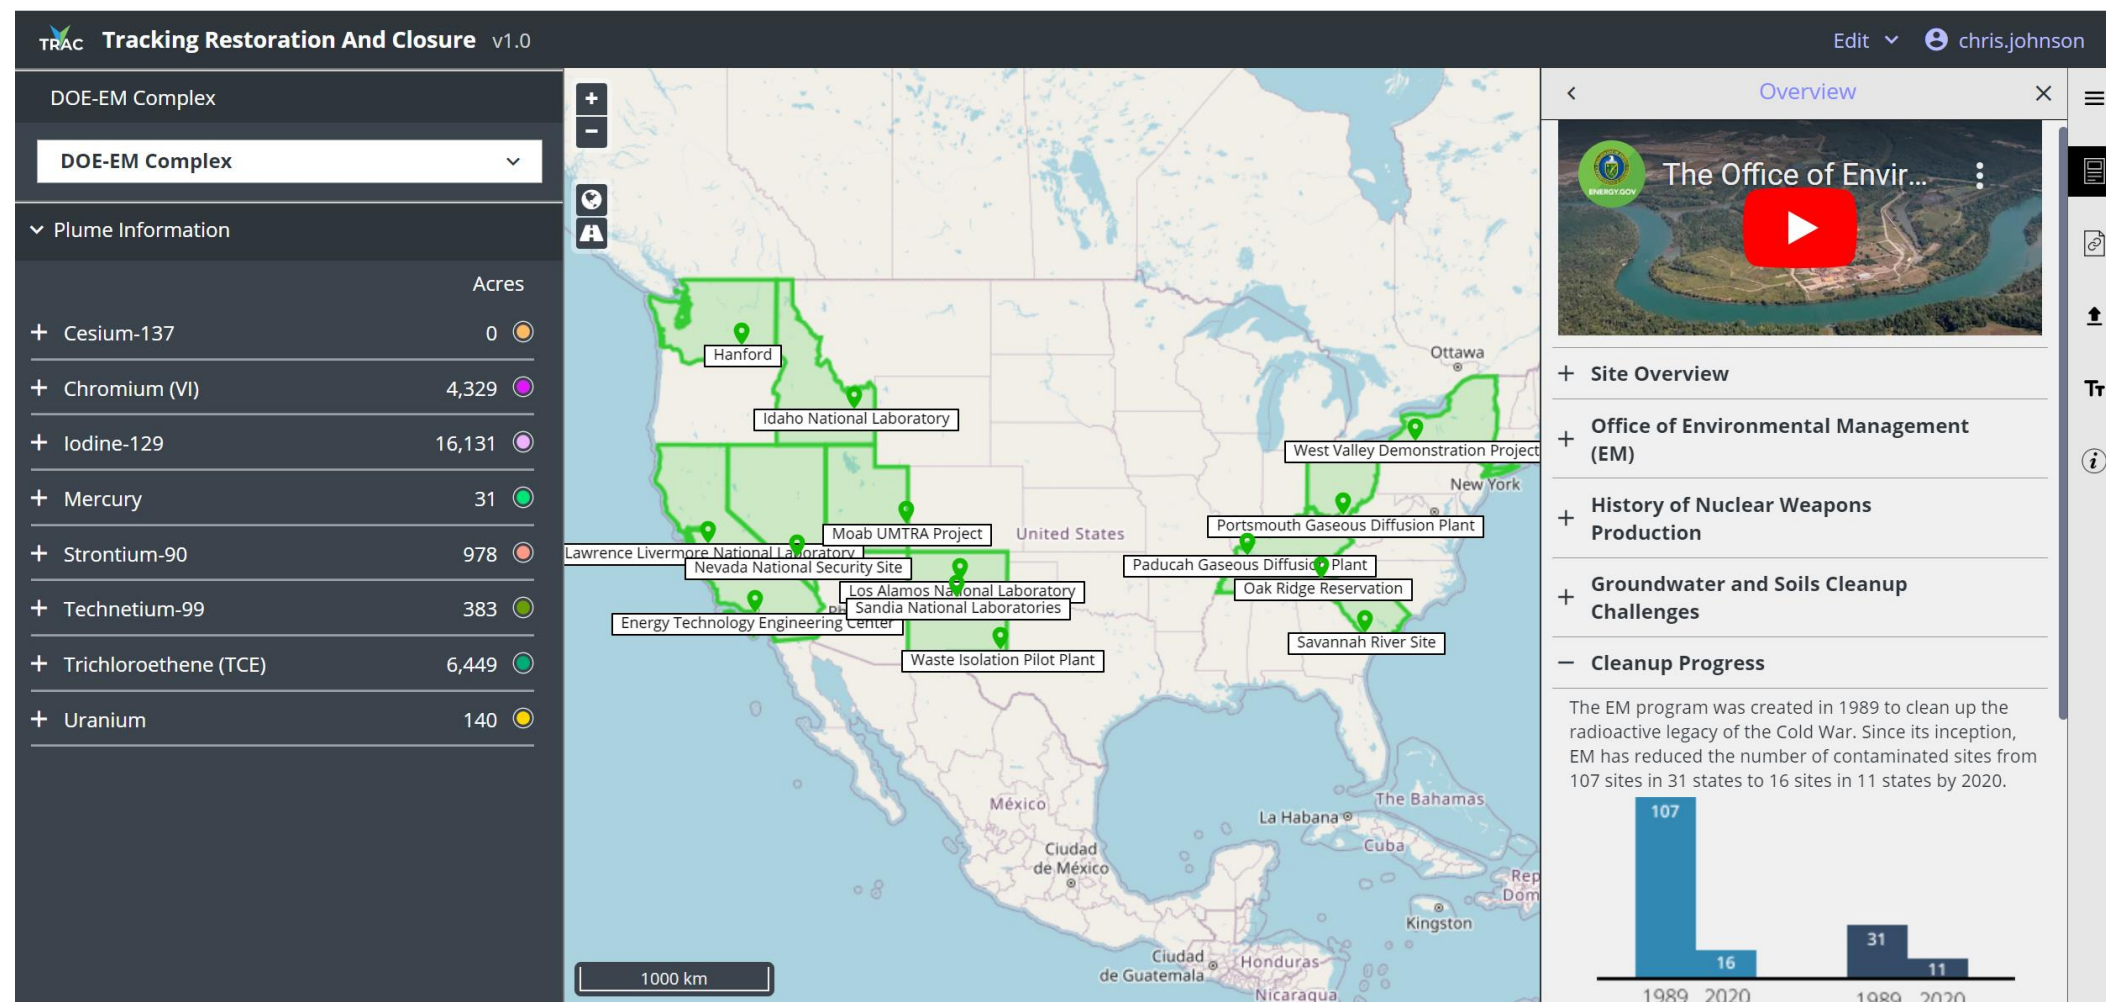 TRAC Tracking Restoration And Closure v1.0
Edit chris.johnson
DOE-EM Complex
DOE-EM Complex
Plume Information
Acres
Cesium-137 0
Chromium (VI) 4,329
Iodine-129 16,131
Mercury 31
Strontium-90 978
Technetium-99 383
Trichloroethene (TCE) 6,449
Uranium 140
+
−
Ottawa
Hanford
Idaho National Laboratory
West Valley Demonstration Project
New York
Portsmouth Gaseous Diffusion Plant
Moab UMTRA Project
United States
Lawrence Livermore National Laboratory
Nevada National Security Site
Paducah Gaseous Diffusion Plant
Los Alamos National Laboratory
Oak Ridge Reservation
Sandia National Laboratories
Energy Technology Engineering Center
Savannah River Site
Waste Isolation Pilot Plant
México
The Bahamas
La Habana
Cuba
Ciudad
de México
Rep
Dom
Kingston
Ciudad
de Guatemala
Honduras
Nicaragua
1000 km
Overview
ENERGY.GOV
The Office of Envir...
Site Overview
Office of Environmental Management
(EM)
History of Nuclear Weapons
Production
Groundwater and Soils Cleanup
Challenges
Cleanup Progress
The EM program was created in 1989 to clean up the
radioactive legacy of the Cold War. Since its inception,
EM has reduced the number of contaminated sites from
107 sites in 31 states to 16 sites in 11 states by 2020.
107
16
31
11
1989 2020
1989 2020
Tт
i